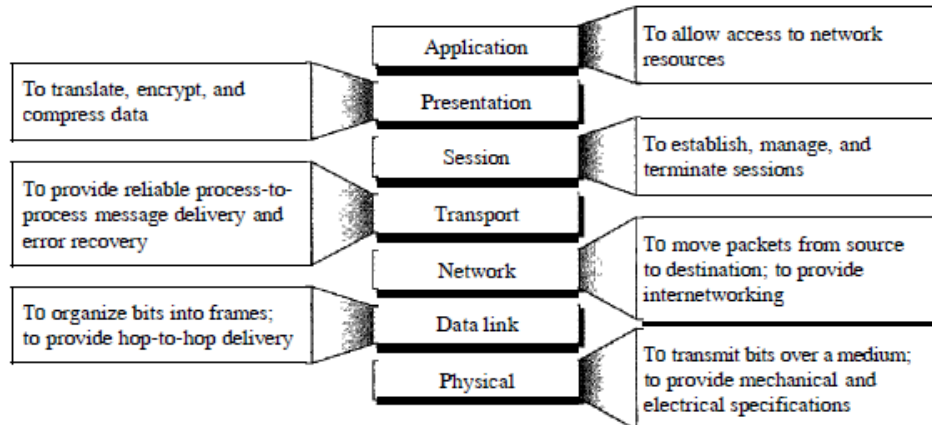 Application
To allow access to network
resources
To translate, encrypt, and
compress data
Presentation
Session
To establish, manage, and
terminate sessions
To provide reliable process-to-
process message delivery and
error recovery
Transport
Network
To move packets from source
to destination; to provide
internetworking
To organize bits into frames;
to provide hop-to-hop delivery
Data link
Physical
To transmit bits over a medium;
to provide mechanical and
electrical specifications